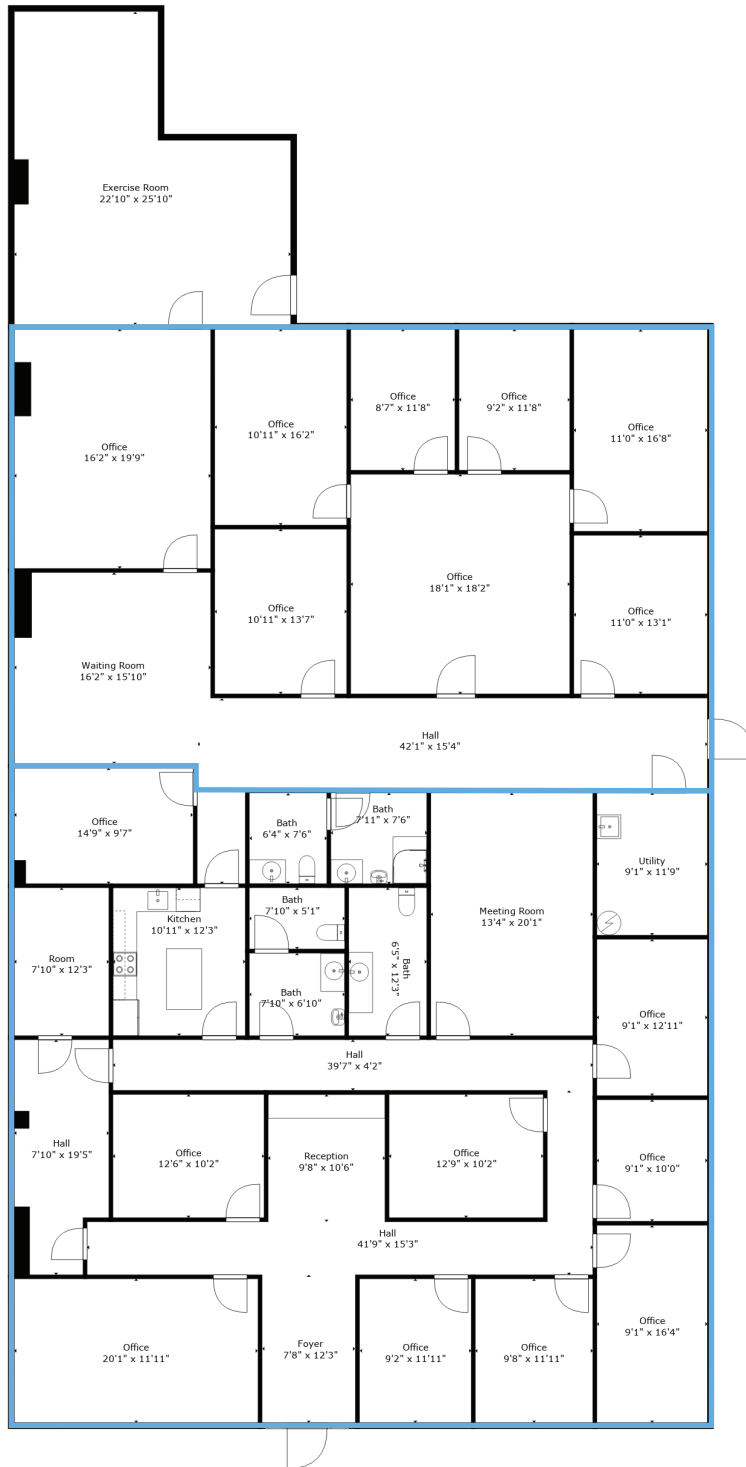 Exercise Room
22'10" x 25'10"
Office
16'2" x 19'9"
Office
10'11" x 16'2"
Office
8'7" x 11'8"
Office
9'2" x 11'8"
Office
11'0" x 16'8"
Office
10'11" x 13'7"
Office
18'1" x 18'2"
Office
11'0" x 13'1"
Waiting Room
16'2" x 15'10"
Hall
42'1" x 15'4"
Office
14'9" x 9'7"
Bath
6'4" x 7'6"
Bath
7'11" x 7'6"
Utility
9'1" x 11'9"
Kitchen
10'11" x 12'3"
Bath
7'10" x 5'1"
Meeting Room
13'4" x 20'1"
Room
7'10" x 12'3"
Bath
6'5" x 12'3"
Bath
7'10" x 6'10"
Office
9'1" x 12'11"
Hall
39'7" x 4'2"
Hall
7'10" x 19'5"
Office
12'6" x 10'2"
Reception
9'8" x 10'6"
Office
12'9" x 10'2"
Office
9'1" x 10'0"
Hall
41'9" x 15'3"
Office
20'1" x 11'11"
Foyer
7'8" x 12'3"
Office
9'2" x 11'11"
Office
9'8" x 11'11"
Office
9'1" x 16'4"